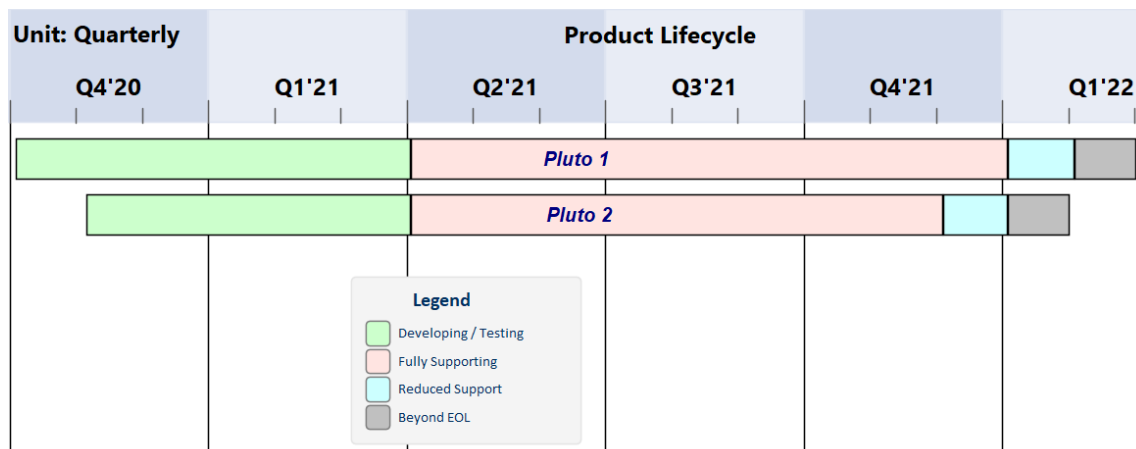 Unit: Quarterly
Product Lifecycle
Q4'20
Q1'21
Q2'21
Q3'21
Q4'21
Q1'22
Pluto 1
Pluto 2
Legend
Developing / Testing
Fully Supporting
Reduced Support
Beyond EOL